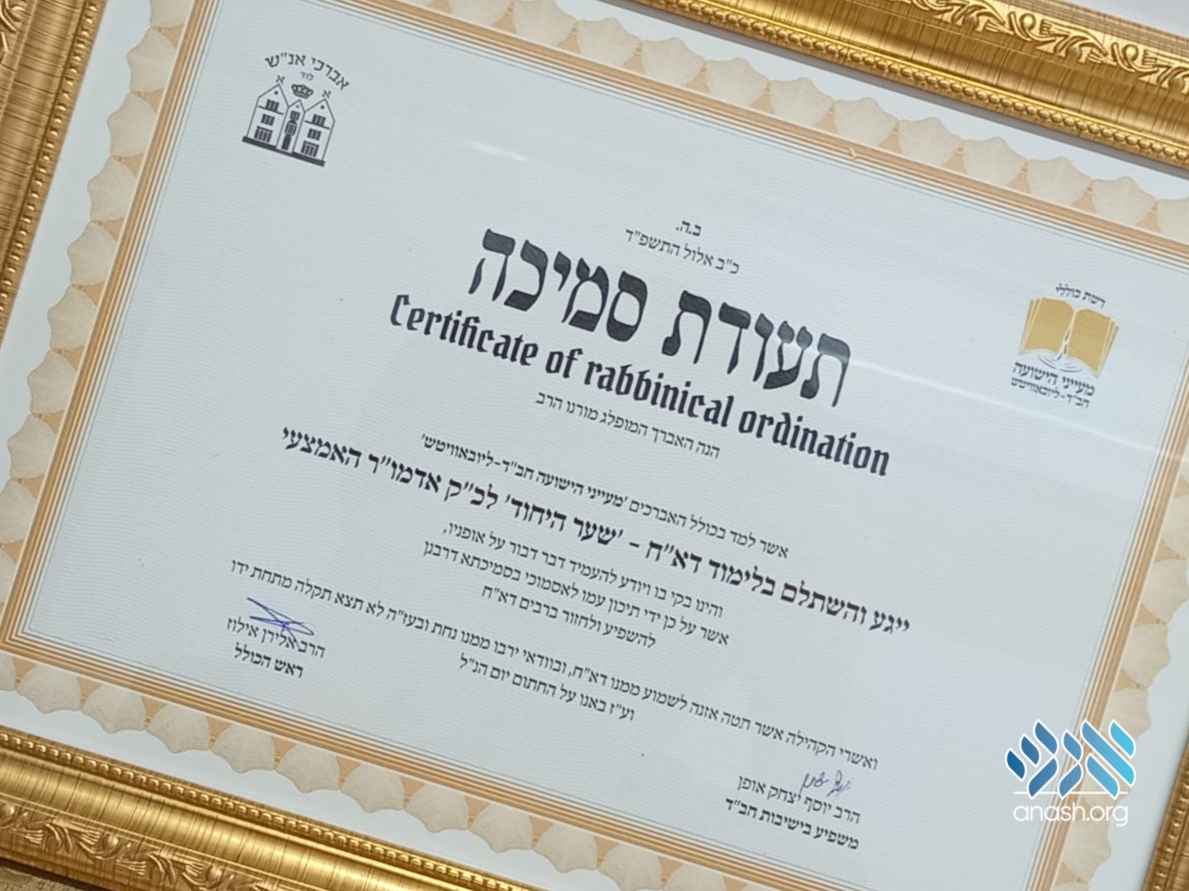 אברכי אנ"ש
לוד
ב.ה.
כ"ב אלול התשפ"ד
רשת כוללי
מעייני הישועה
חב"ד-ליובאוויטש
תעודת סמיכה
Certificate of rabbinical ordination
הנה האברך המופלג מורנו הרב
אשר למד בכולל האברכים 'מעייני הישועה חב"ד-ליובאוויטש'
ייגע והשתלם בלימוד דא"ח - 'שער היחוד' לכ"ק אדמו"ר האמצעי
והינו בקי בו ויודע להעמיד דבר דבור על אופניו,
אשר על כן ידי תיכון עמו לאסמוכי בסמיכתא דרבנן
להשפיע ולחזור ברבים דא"ח
ואשרי הקהילה אשר תטה אזנה לשמוע ממנו דא"ח, ובוודאי ירבו ממנו נחת ובעז"ה לא תצא תקלה מתחת ידו
וע"ז באנו על החתום יום הנ"ל
הרב יוסף יצחק אופן
משפיע בישיבות חב"ד
הרב אלירן אילוז
ראש הכולל
אנש
anash.org